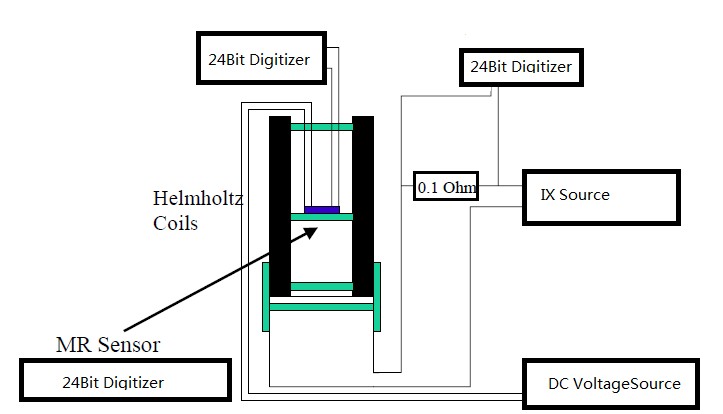 24Bit Digitizer
24Bit Digitizer
0.1 Ohm
IX Source
Helmholtz
Coils
MR Sensor
24Bit Digitizer
DC VoltageSource